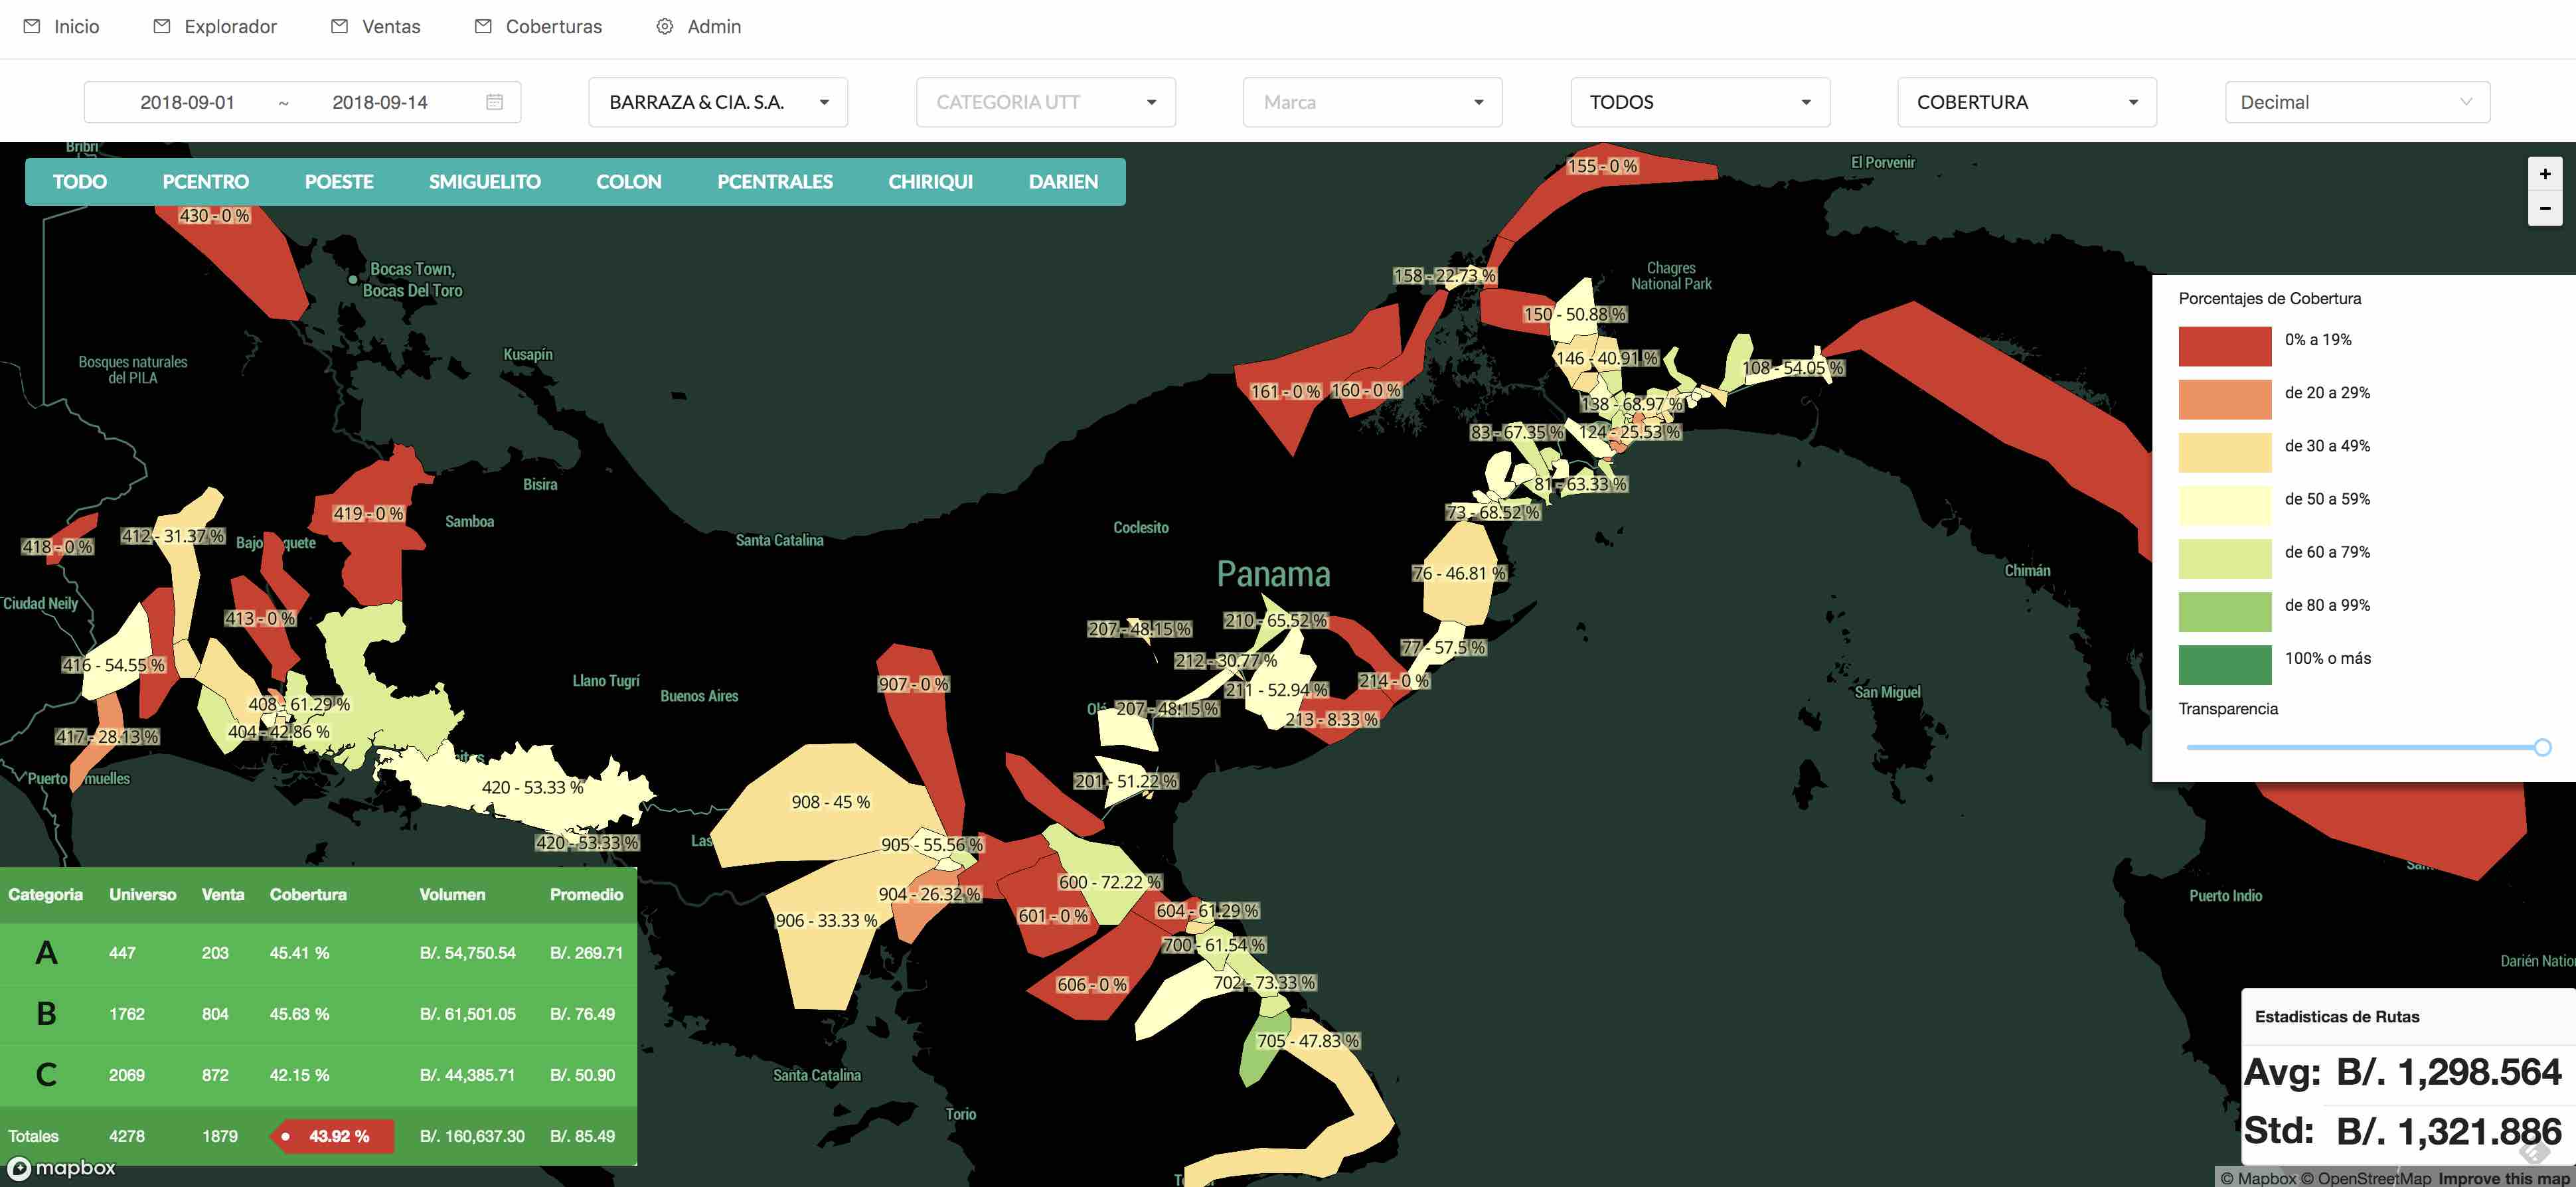 Inicio
Explorador
Ventas
Coberturas
Admin
2018-09-01 ~ 2018-09-14
BARRAZA & CIA. S.A.
CATEGORIA UTT
Marca
TODOS
COBERTURA
Decimal
Bribri
TODO PCENTRO POESTE SMIGUELITO COLON PCENTRALES CHIRIQUI DARIEN
El Porvenir
+
−
155 - 0 %
430 - 0 %
Bocas Town,
Bocas Del Toro
158 - 22.73 %
Chagres
National Park
150 - 50.88 %
Bosques naturales
del PILA
Kusapín
146 - 40.91 %
108 - 54.05 %
161 - 0 %
160 - 0 %
138 - 68.97 %
83 - 67.35 %
124 - 25.53 %
Bisira
81 - 63.33 %
419 - 0 %
Samboa
73 - 68.52 %
412 - 31.37 %
Coclesito
418 - 0 %
Bajo quete
Santa Catalina
Panama
76 - 46.81 %
Chimán
Ciudad Neily
413 - 0 %
207 - 48.15 %
210 - 65.52 %
77 - 57.5 %
416 - 54.55 %
212 - 30.77 %
Llano Tugrí
907 - 0 %
211 - 52.94 %
214 - 0 %
Buenos Aires
San Miguel
408 - 61.29 %
Olá
207 - 48.15 %
213 - 8.33 %
404 - 42.86 %
417 - 28.13 %
Puerto muelles
420 - 53.33 %
201 - 51.22 %
908 - 45 %
420 - 53.33 %
Las
905 - 55.56 %
600 - 72.22 %
904 - 26.32 %
906 - 33.33 %
601 - 0 %
604 - 61.29 %
700 - 61.54 %
606 - 0 %
702 - 73.33 %
705 - 47.83 %
Santa Catalina
Torio
Puerto Indio
Darién Natio
Porcentajes de Cobertura
0% a 19%
de 20 a 29%
de 30 a 49%
de 50 a 59%
de 60 a 79%
de 80 a 99%
100% o más
Transparencia
Categoria Universo Venta Cobertura Volumen Promedio
A 447 203 45.41 % B/. 54,750.54 B/. 269.71
B 1762 804 45.63 % B/. 61,501.05 B/. 76.49
C 2069 872 42.15 % B/. 44,385.71 B/. 50.90
Totales 4278 1879 43.92 % B/. 160,637.30 B/. 85.49
mapbox
Estadisticas de Rutas
Avg: B/. 1,298.564
Std: B/. 1,321.886
© Mapbox © OpenStreetMap Improve this map